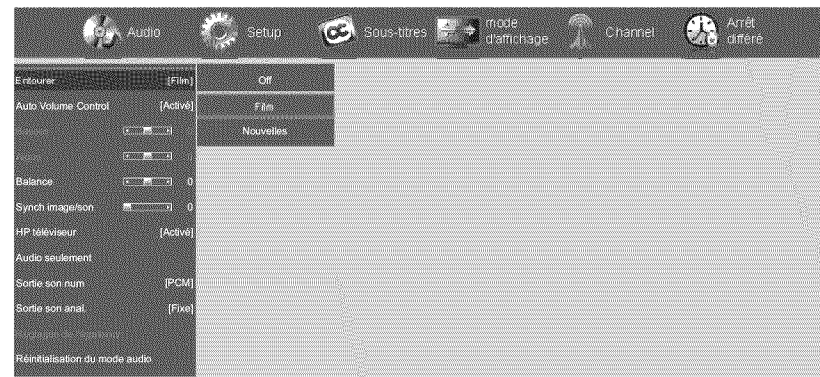 Audio
Setup
CC Sous-titres
mode
d'affichage
Channel
Arrêt
différé
Entourer [Film]
Off
Auto Volume Control [Activé]
Film
Nouvelles
Balance 0
Synch image/son 0
HP téléviseur [Activé]
Audio seulement
Sortie son num [PCM]
Sortie son anal [Fixe]
Réinitialisation du mode audio